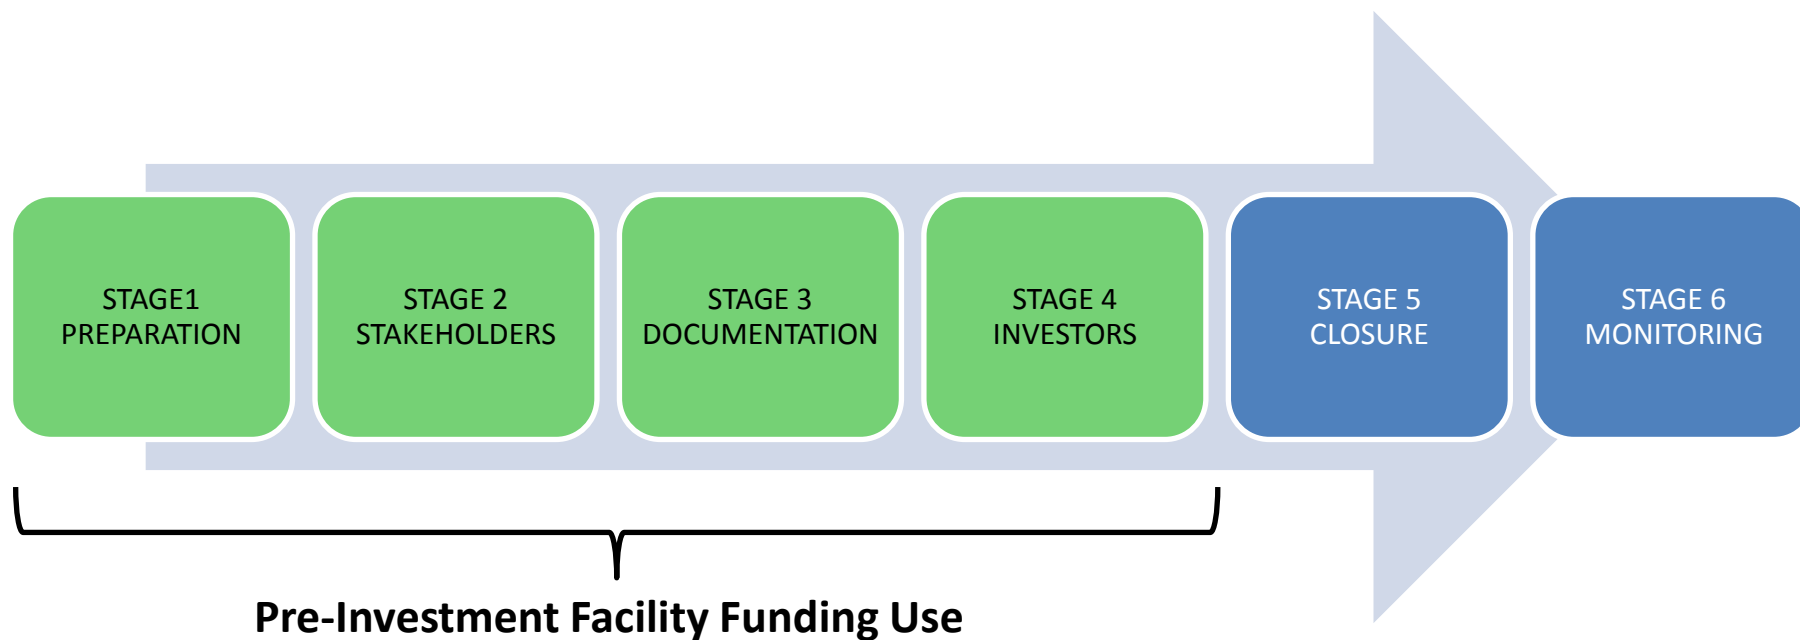 STAGE1
PREPARATION
STAGE 2
STAKEHOLDERS
STAGE 3
DOCUMENTATION
STAGE 4
INVESTORS
STAGE 5
CLOSURE
STAGE 6
MONITORING
Pre-Investment Facility Funding Use